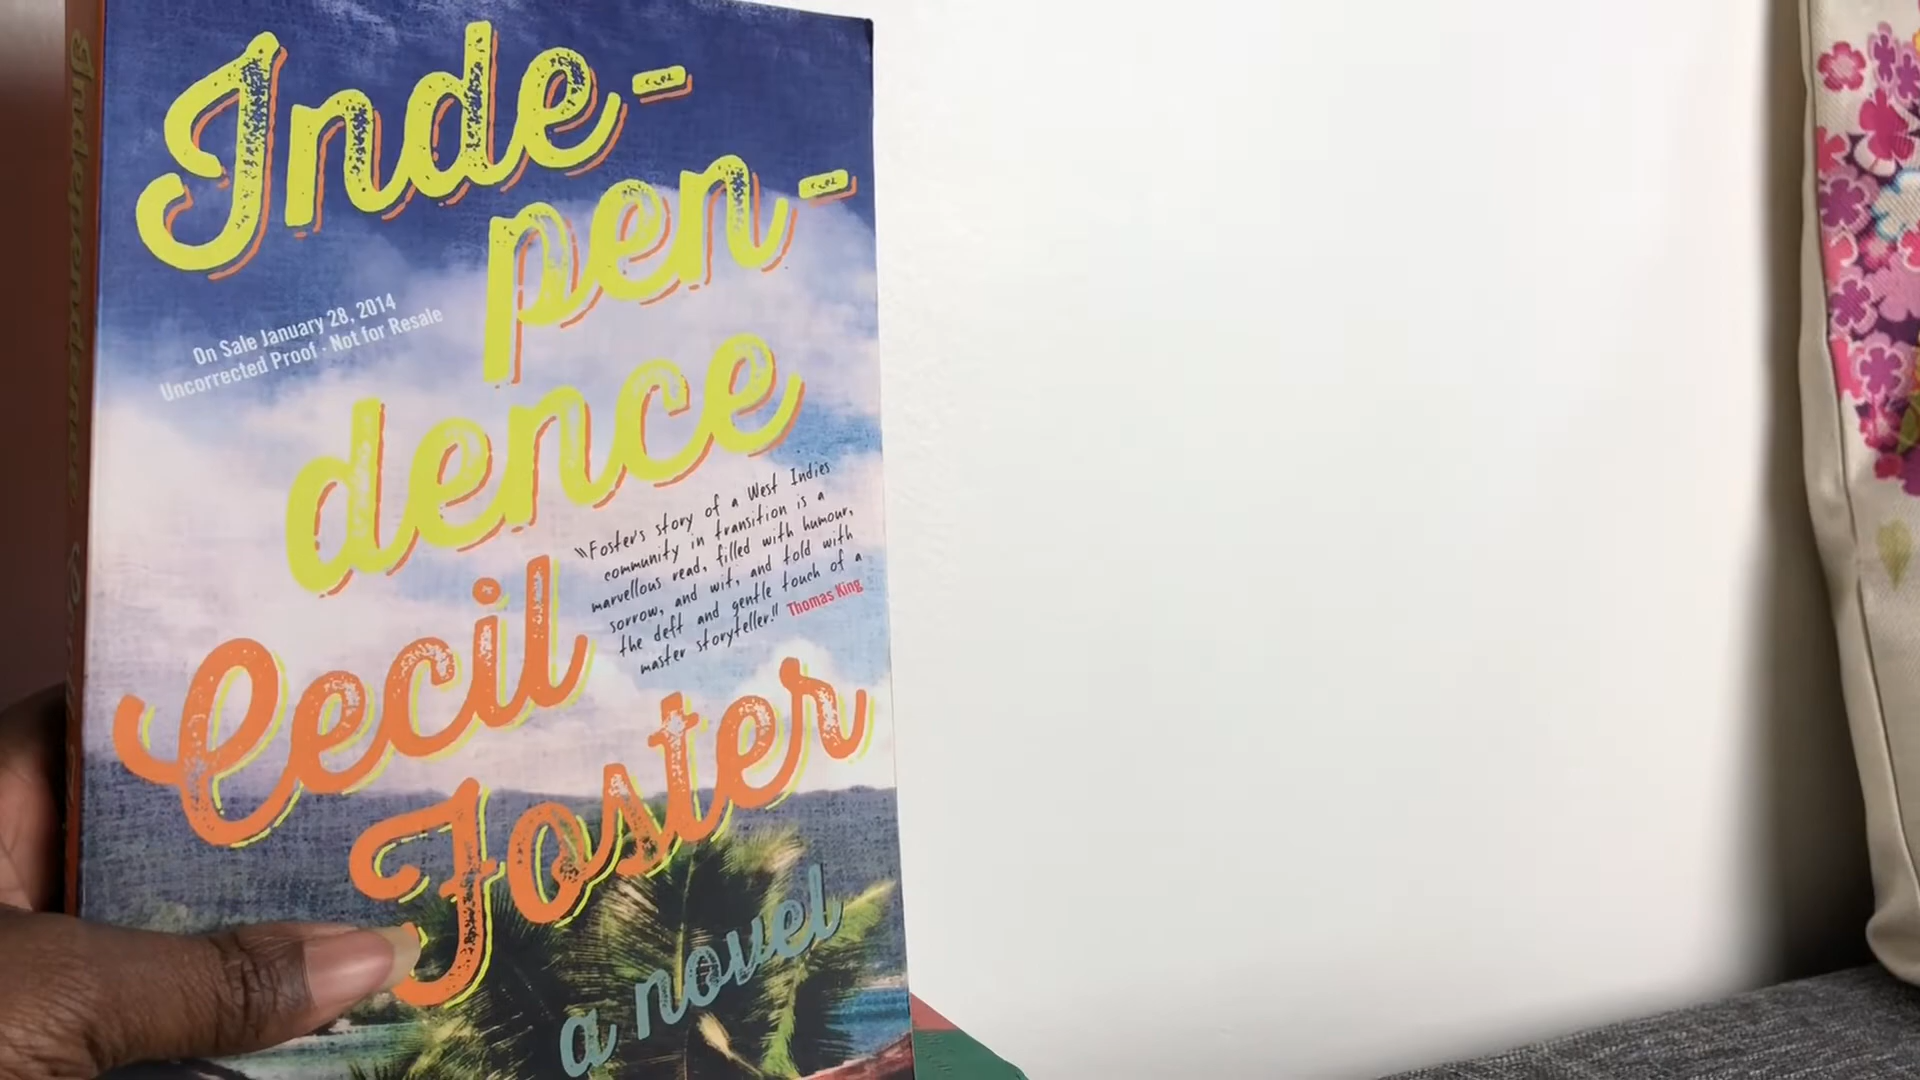 Inde-
pen-
dence
On Sale January 28, 2014
Uncorrected Proof - Not for Resale
"Foster's story of a West Indies
community in transition is a
marvellous read, filled with humour,
sorrow, and wit, and told with
the deft and gentle touch of a
master storyteller." Thomas King
Cecil
Foster
a novel
Independence